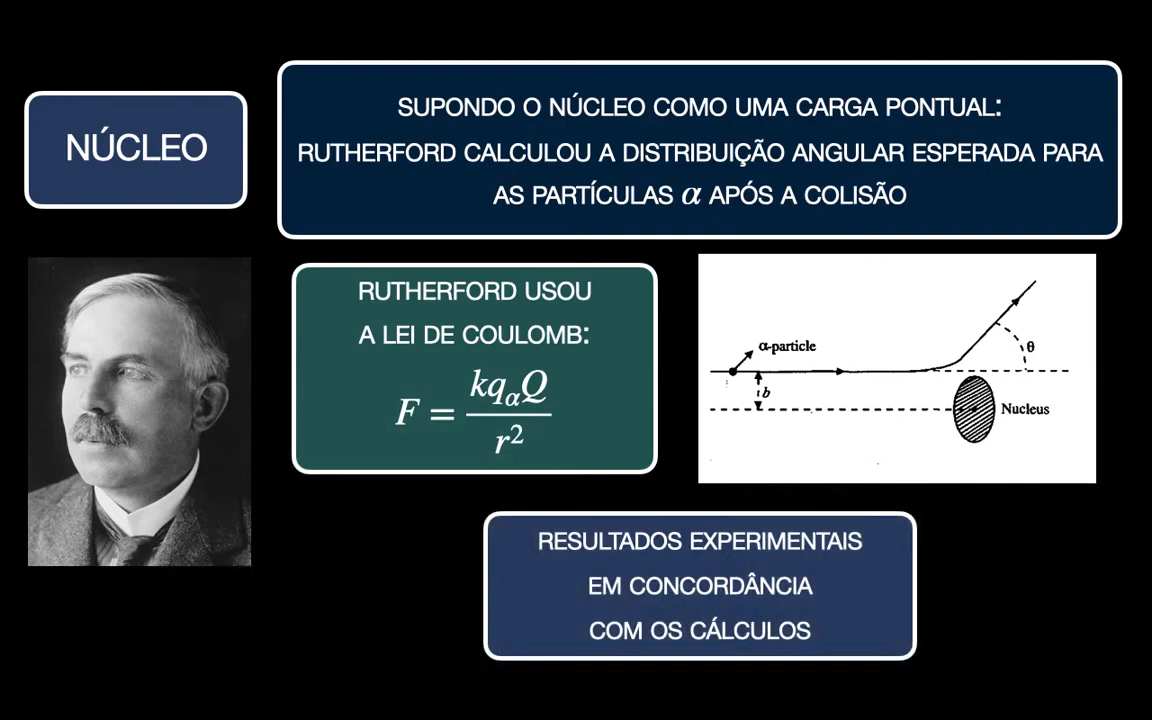 NÚCLEO
SUPONDO O NÚCLEO COMO UMA CARGA PONTUAL:
RUTHERFORD CALCULOU A DISTRIBUIÇÃO ANGULAR ESPERADA PARA
AS PARTÍCULAS α APÓS A COLISÃO
RUTHERFORD USOU
A LEI DE COULOMB:
F = kq_αQ / r²
α-particle
θ
b
Nucleus
RESULTADOS EXPERIMENTAIS
EM CONCORDÂNCIA
COM OS CÁLCULOS